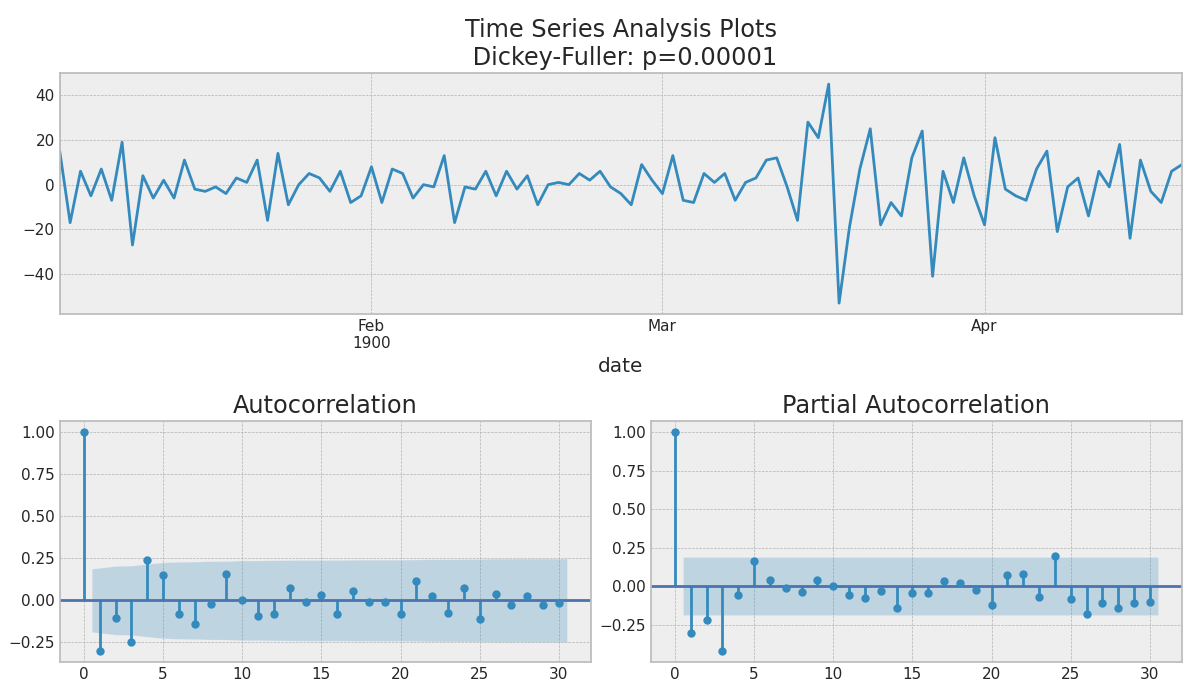 Time Series Analysis Plots
Dickey-Fuller: p=0.00001
40
20
0
−20
−40
Feb
1900
Mar
Apr
date
Autocorrelation
1.00
0.75
0.50
0.25
0.00
−0.25
0 5 10 15 20 25 30
Partial Autocorrelation
1.00
0.75
0.50
0.25
0.00
−0.25
0 5 10 15 20 25 30